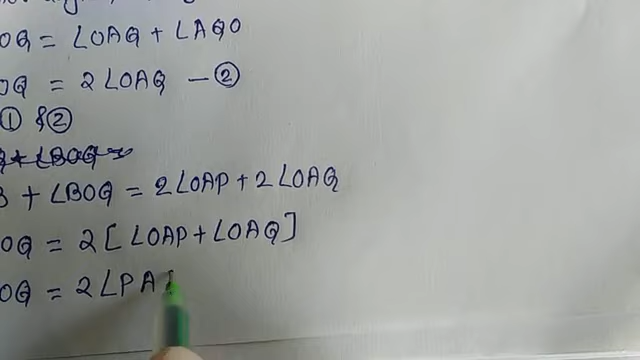 OQ = ∠OAQ + ∠AQO
OQ = 2∠OAQ — ②
① & ②
+ ∠BOQ =
+ ∠BOQ = 2∠OAP + 2∠OAQ
OQ = 2[∠OAP + ∠OAQ]
OQ = 2∠PA